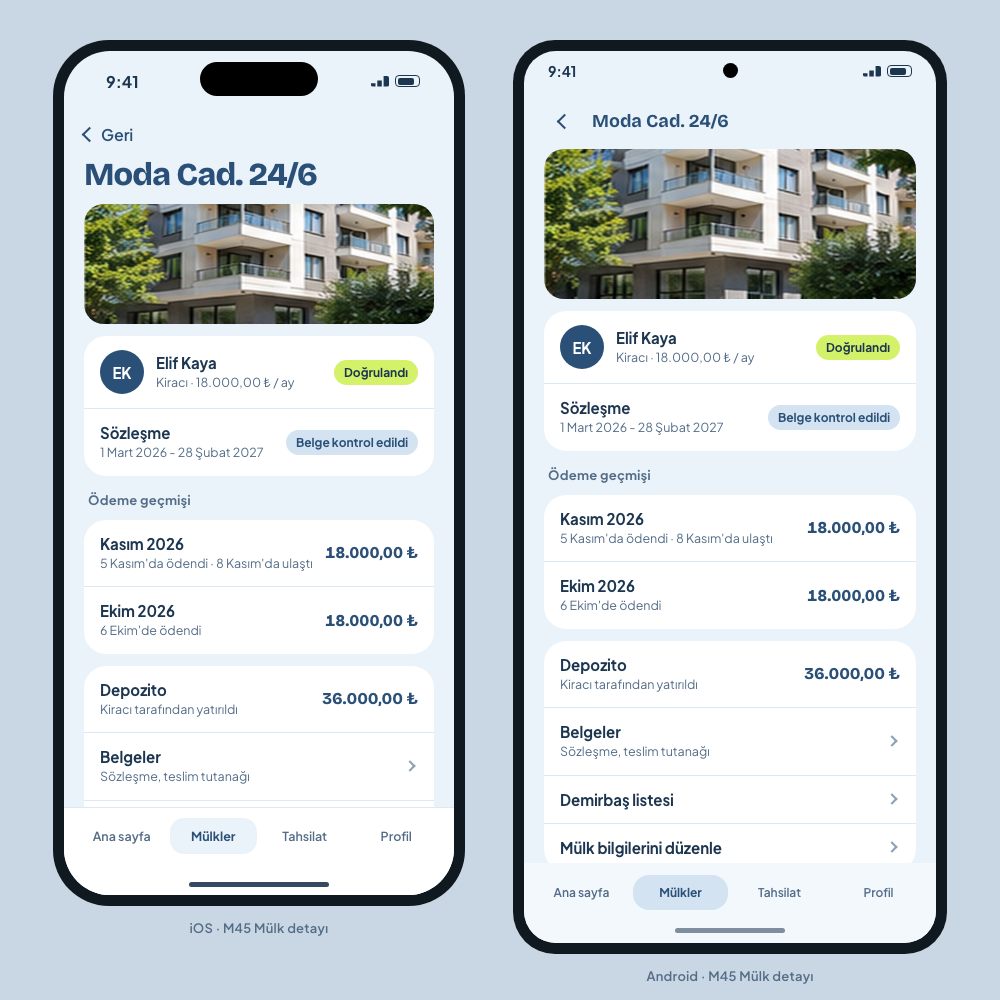 9:41
Geri
Moda Cad. 24/6
EK
Elif Kaya
Kiracı · 18.000,00 ₺ / ay
Doğrulandı
Sözleşme
1 Mart 2026 - 28 Şubat 2027
Belge kontrol edildi
Ödeme geçmişi
Kasım 2026
5 Kasım'da ödendi · 8 Kasım'da ulaştı
18.000,00 ₺
Ekim 2026
6 Ekim'de ödendi
18.000,00 ₺
Depozito
Kiracı tarafından yatırıldı
36.000,00 ₺
Belgeler
Sözleşme, teslim tutanağı
Ana sayfa
Mülkler
Tahsilat
Profil
iOS · M45 Mülk detayı
9:41
Moda Cad. 24/6
EK
Elif Kaya
Kiracı · 18.000,00 ₺ / ay
Doğrulandı
Sözleşme
1 Mart 2026 - 28 Şubat 2027
Belge kontrol edildi
Ödeme geçmişi
Kasım 2026
5 Kasım'da ödendi · 8 Kasım'da ulaştı
18.000,00 ₺
Ekim 2026
6 Ekim'de ödendi
18.000,00 ₺
Depozito
Kiracı tarafından yatırıldı
36.000,00 ₺
Belgeler
Sözleşme, teslim tutanağı
Demirbaş listesi
Mülk bilgilerini düzenle
Ana sayfa
Mülkler
Tahsilat
Profil
Android · M45 Mülk detayı